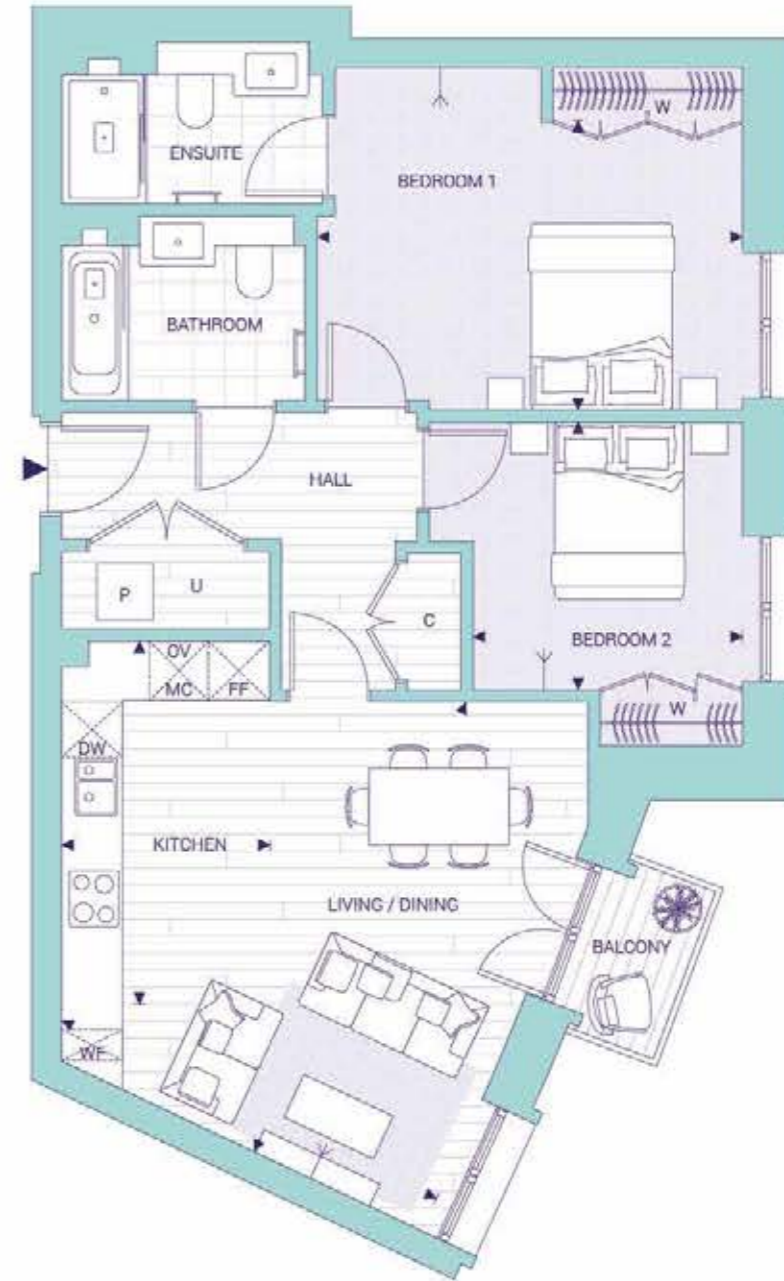 W
ENSUITE
BEDROOM 1
BATHROOM
HALL
P
U
C
BEDROOM 2
OV
MC
FF
W
DW
KITCHEN
LIVING / DINING
BALCONY
WF